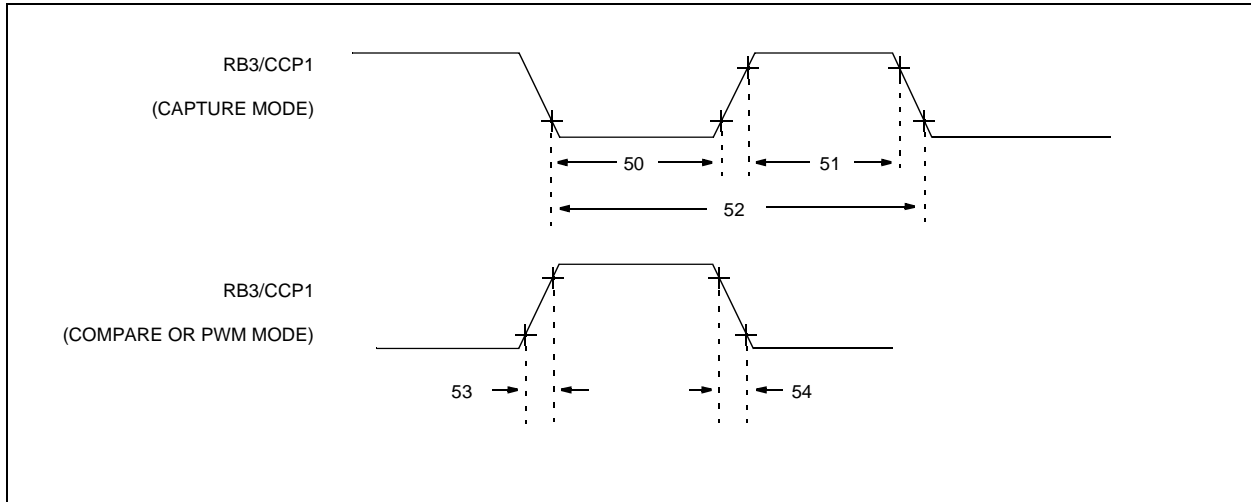 RB3/CCP1
(CAPTURE MODE)
50
51
52
RB3/CCP1
(COMPARE OR PWM MODE)
53
54